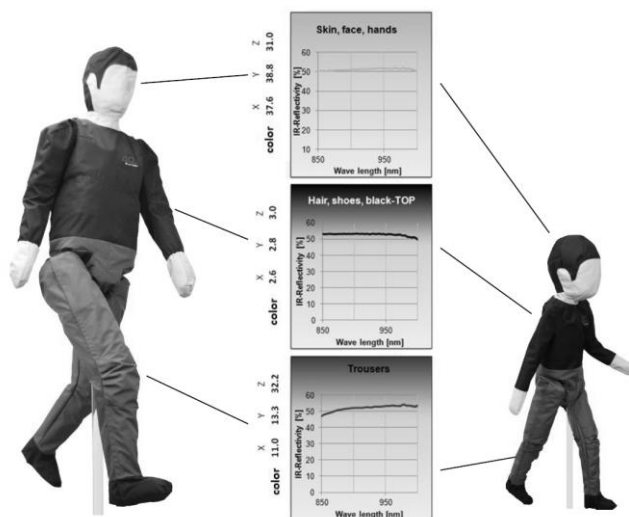 Skin, face, hands
IR-Reflectivity [%]
60
50
40
30
20
10
850
950
Wave length [nm]
color
X
37.6
Y
38.8
Z
31.0
Hair, shoes, black-TOP
IR-Reflectivity [%]
60
50
40
30
20
10
0
850
950
Wave length [nm]
color
X
2.6
Y
2.8
Z
3.0
Trousers
IR-Reflectivity [%]
60
50
40
30
20
10
0
850
950
Wave length [nm]
color
X
11.0
Y
13.3
Z
32.2